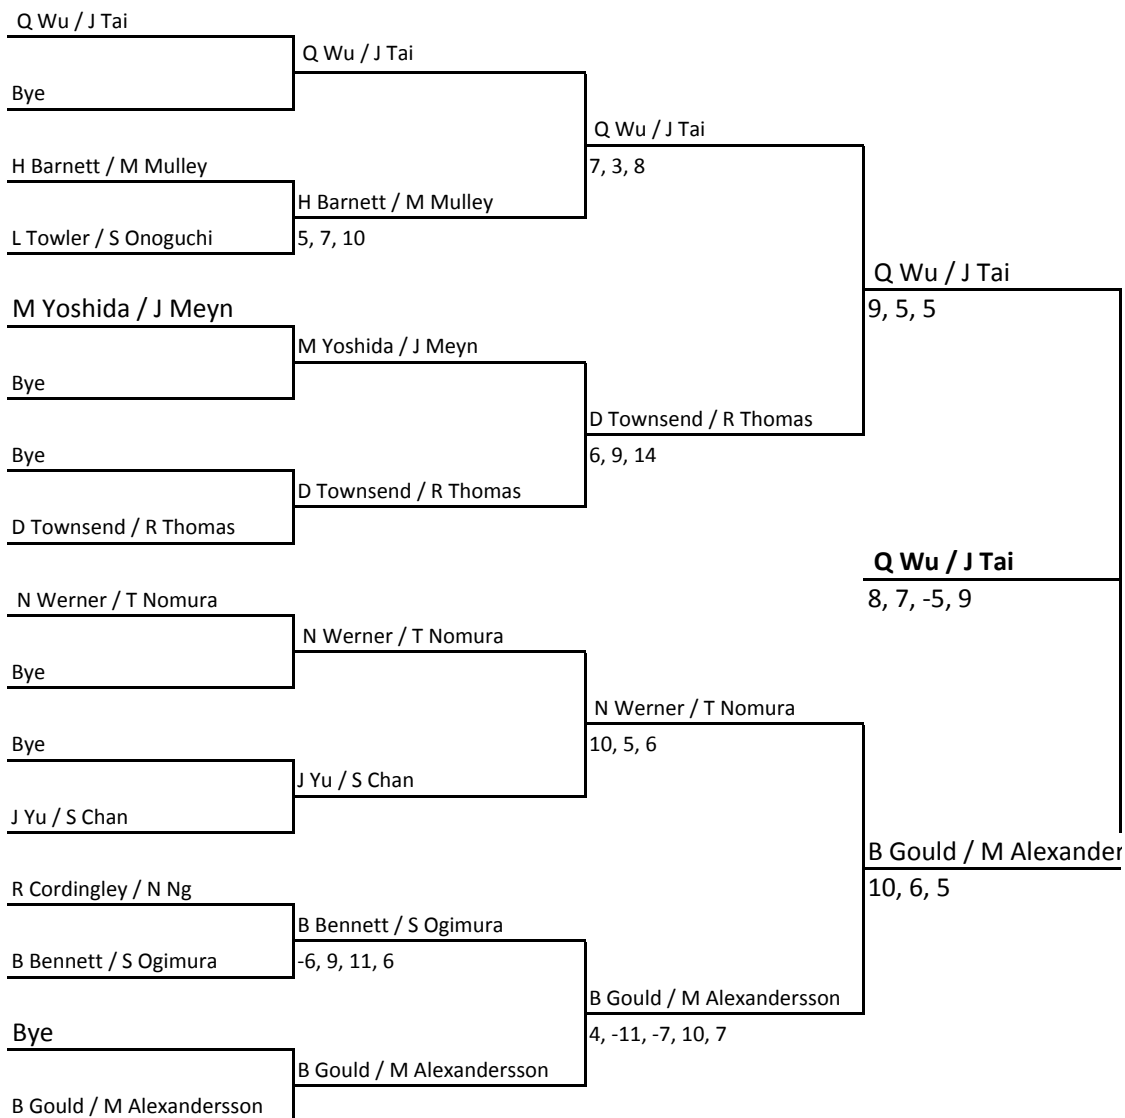 Q Wu / J Tai
Q Wu / J Tai
Bye
Q Wu / J Tai
7, 3, 8
H Barnett / M Mulley
H Barnett / M Mulley
5, 7, 10
L Towler / S Onoguchi
Q Wu / J Tai
9, 5, 5
M Yoshida / J Meyn
M Yoshida / J Meyn
Bye
D Townsend / R Thomas
6, 9, 14
Bye
D Townsend / R Thomas
D Townsend / R Thomas
Q Wu / J Tai
8, 7, -5, 9
N Werner / T Nomura
N Werner / T Nomura
Bye
N Werner / T Nomura
10, 5, 6
Bye
J Yu / S Chan
J Yu / S Chan
B Gould / M Alexander
10, 6, 5
R Cordingley / N Ng
B Bennett / S Ogimura
-6, 9, 11, 6
B Bennett / S Ogimura
B Gould / M Alexandersson
4, -11, -7, 10, 7
Bye
B Gould / M Alexandersson
B Gould / M Alexandersson